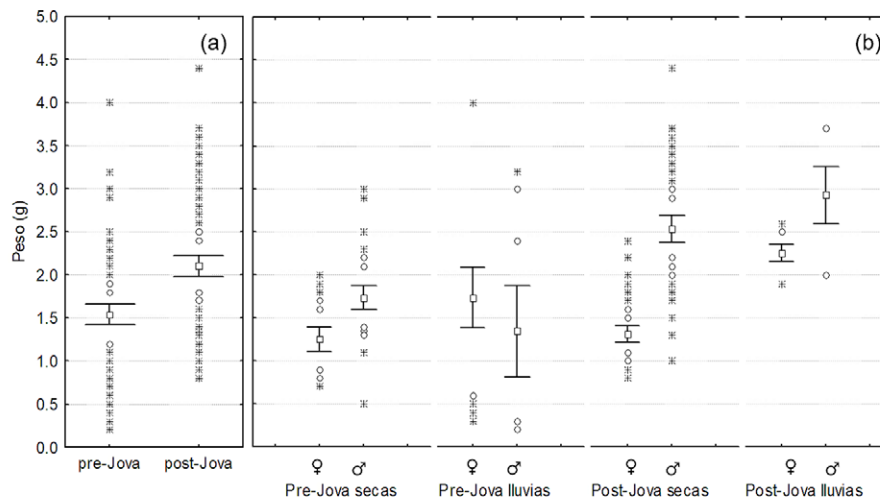 (a) (b)
5.0
4.5
4.0
3.5
3.0
2.5
2.0
1.5
1.0
0.5
0.0
Peso (g)
pre-Jova post-Jova
♀ ♂ ♀ ♂ ♀ ♂ ♀ ♂
Pre-Jova secas Pre-Jova lluvias Post-Jova secas Post-Jova lluvias